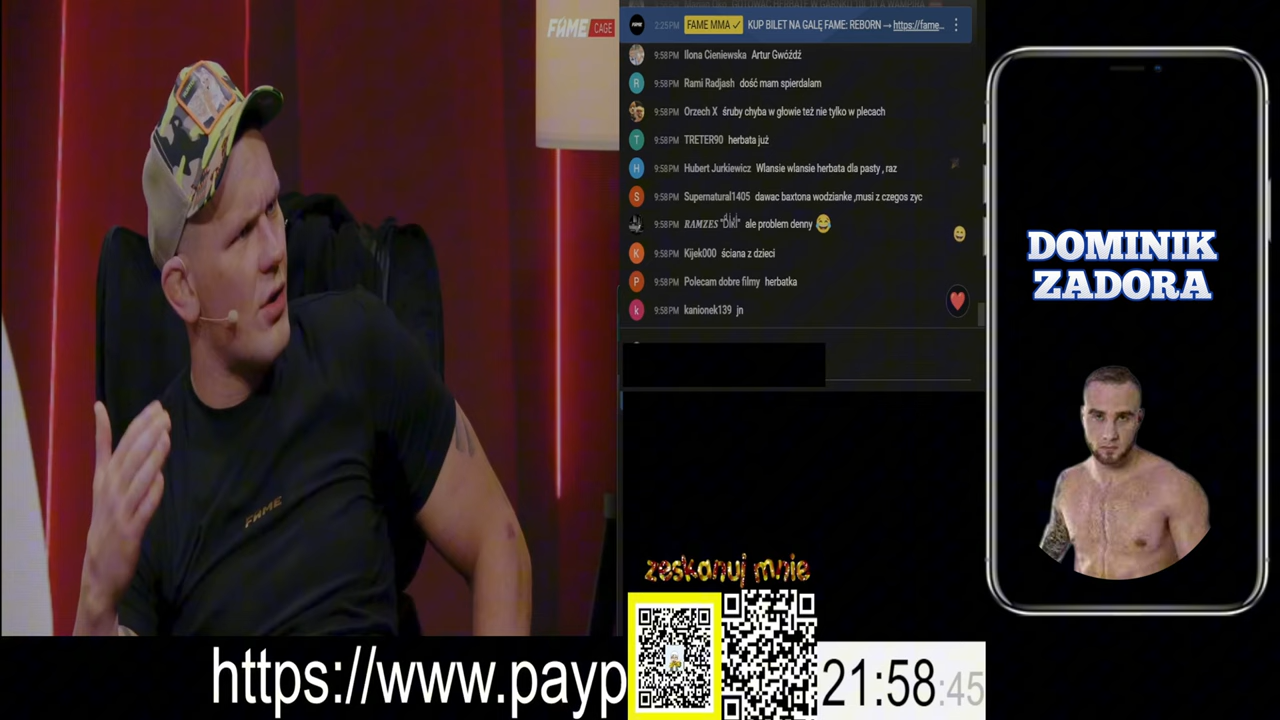 FAME CAGE
2:25PM FAME MMA ✓ KUP BILET NA GALĘ FAME: REBORN → https://fame...
9:58PM Ilona Cieniewska Artur Gwóźdź
9:58PM Rami Radjash dość mam spierdalam
9:58PM Orzech X śruby chyba w głowie też nie tylko w plecach
9:58PM TRETER90 herbata już
9:58PM Hubert Jurkiewicz Wlansie wlansie herbata dla pasty , raz
9:58PM Supernatural1405 dawac baxtona wodzianke ,musi z czegos zyc
9:58PM RAMZES ale problem denny 😂
9:58PM Kijek000 ściana z dzieci
9:58PM Polecam dobre filmy herbatka
9:58PM kanionek139 jn
DOMINIK
ZADORA
FAME
zeskanuj mnie
https://www.payp
21:58:45